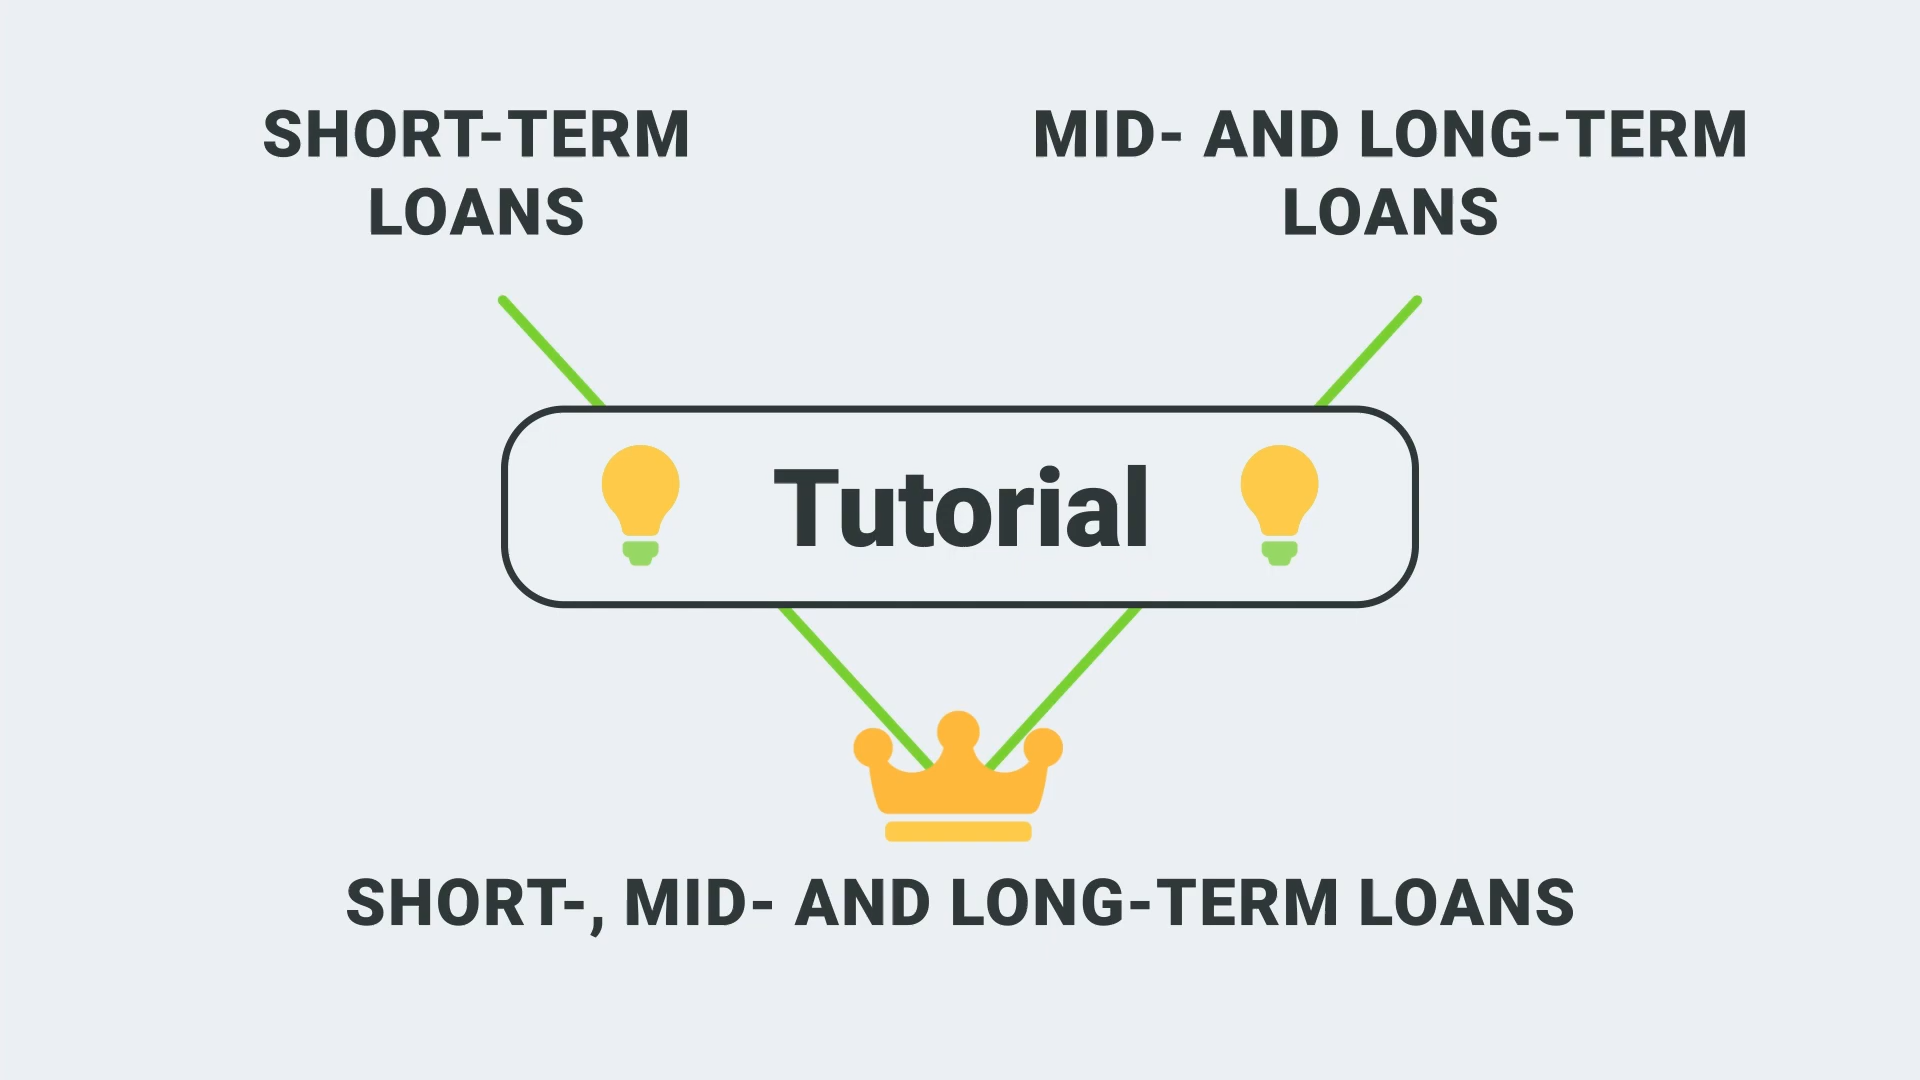 SHORT-TERM
LOANS
MID- AND LONG-TERM
LOANS
Tutorial
SHORT-, MID- AND LONG-TERM LOANS